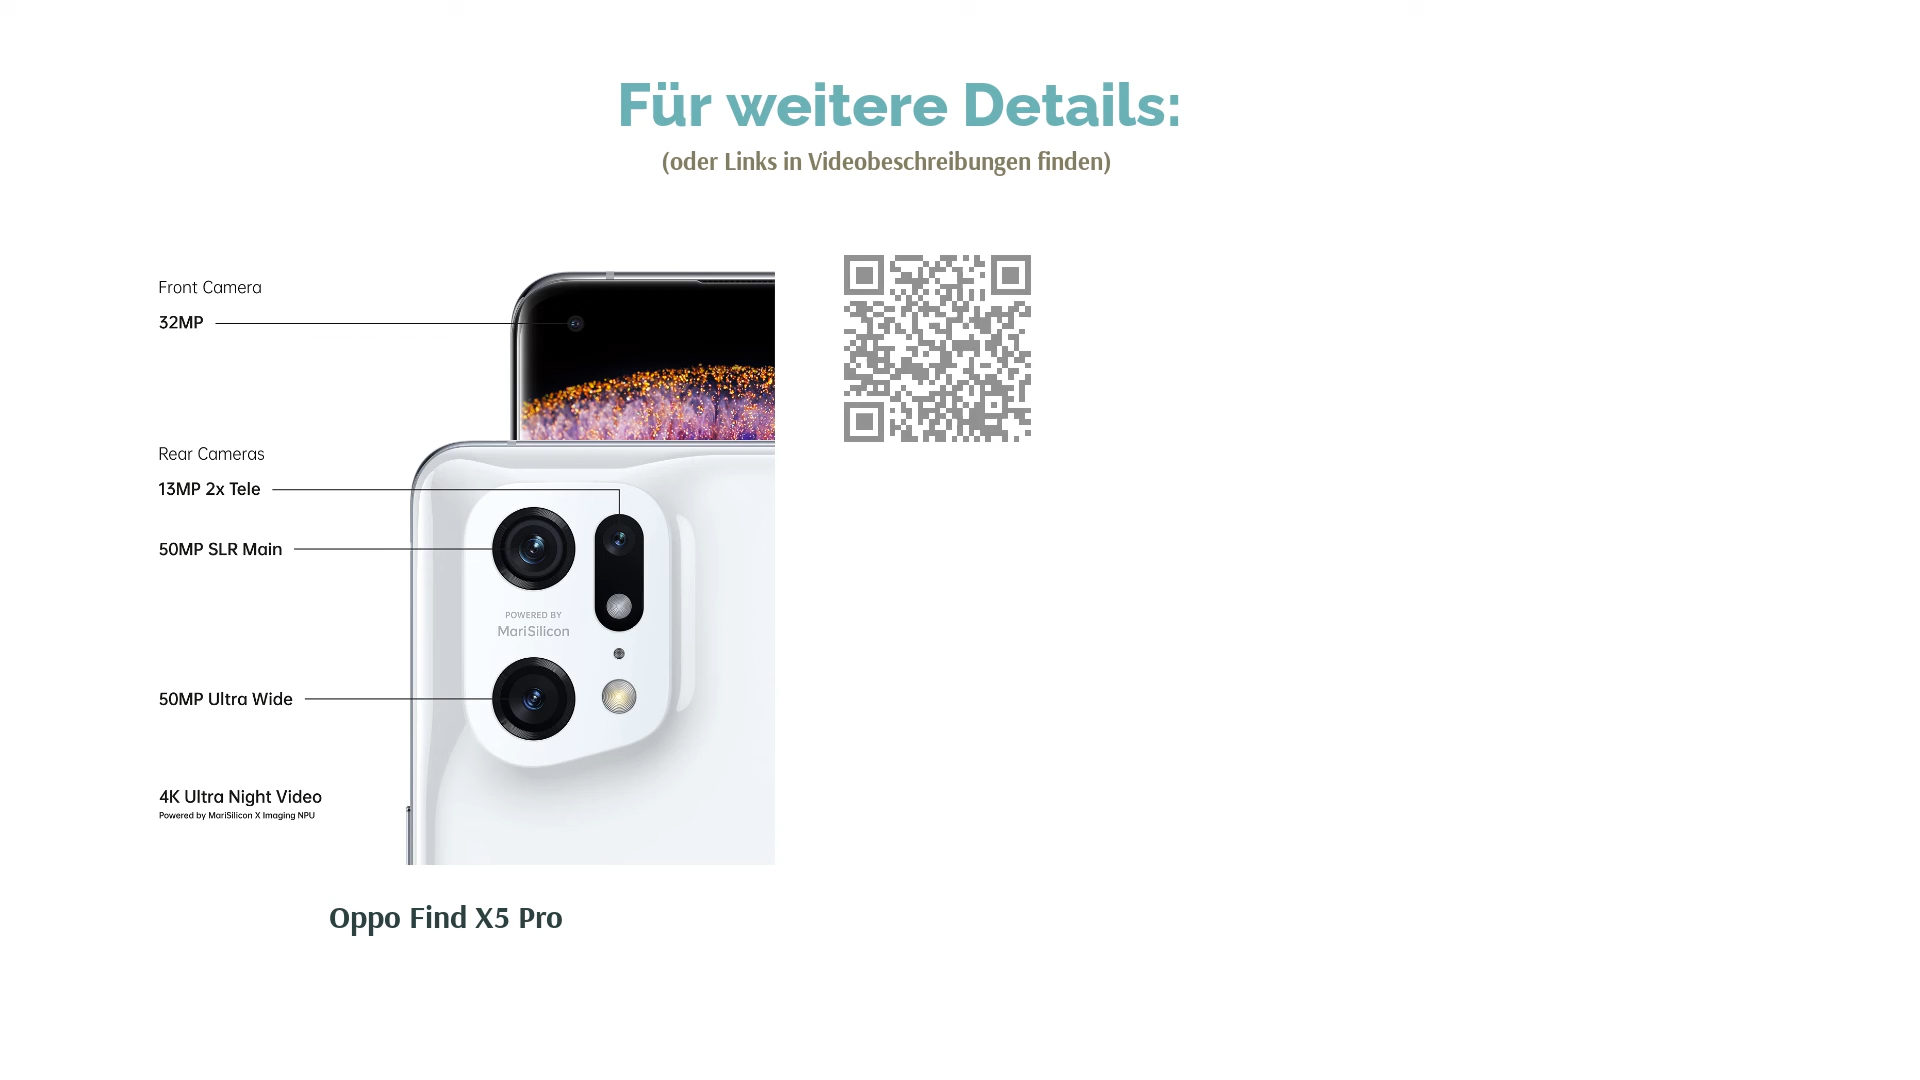 Für weitere Details:
(oder Links in Videobeschreibungen finden)
Front Camera
32MP
Rear Cameras
13MP 2x Tele
50MP SLR Main
POWERED BY
MariSilicon
50MP Ultra Wide
4K Ultra Night Video
Powered by MariSilicon X Imaging NPU
Oppo Find X5 Pro